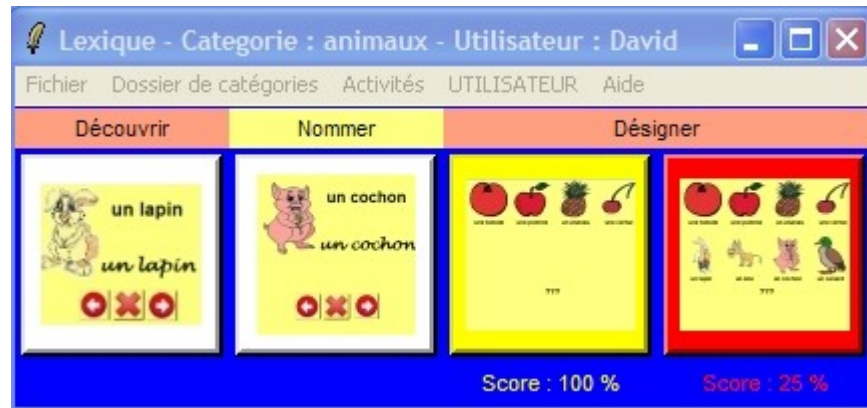 Lexique - Categorie : animaux - Utilisateur : David
Fichier Dossier de catégories Activités UTILISATEUR Aide
Découvrir Nommer Désigner
un lapin
un lapin
un cochon
un cochon
???
???
Score : 100 % Score : 25 %